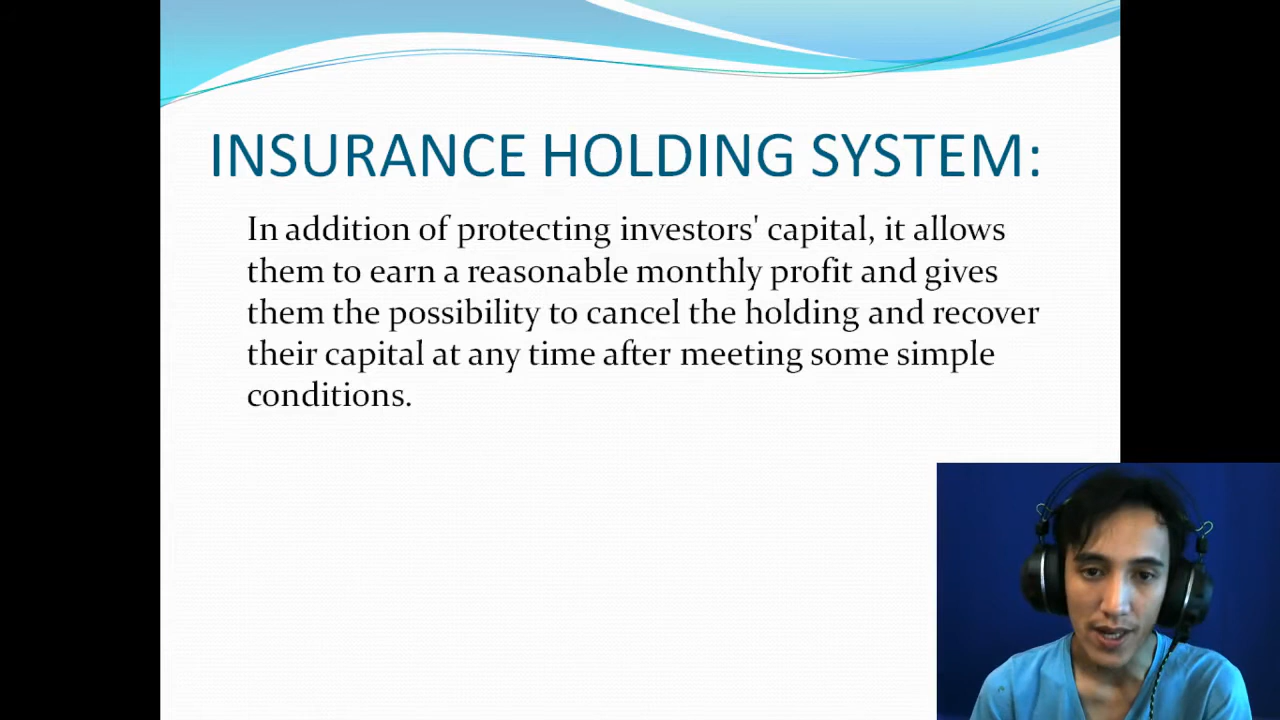 INSURANCE HOLDING SYSTEM:
In addition of protecting investors' capital, it allows
them to earn a reasonable monthly profit and gives
them the possibility to cancel the holding and recover
their capital at any time after meeting some simple
conditions.